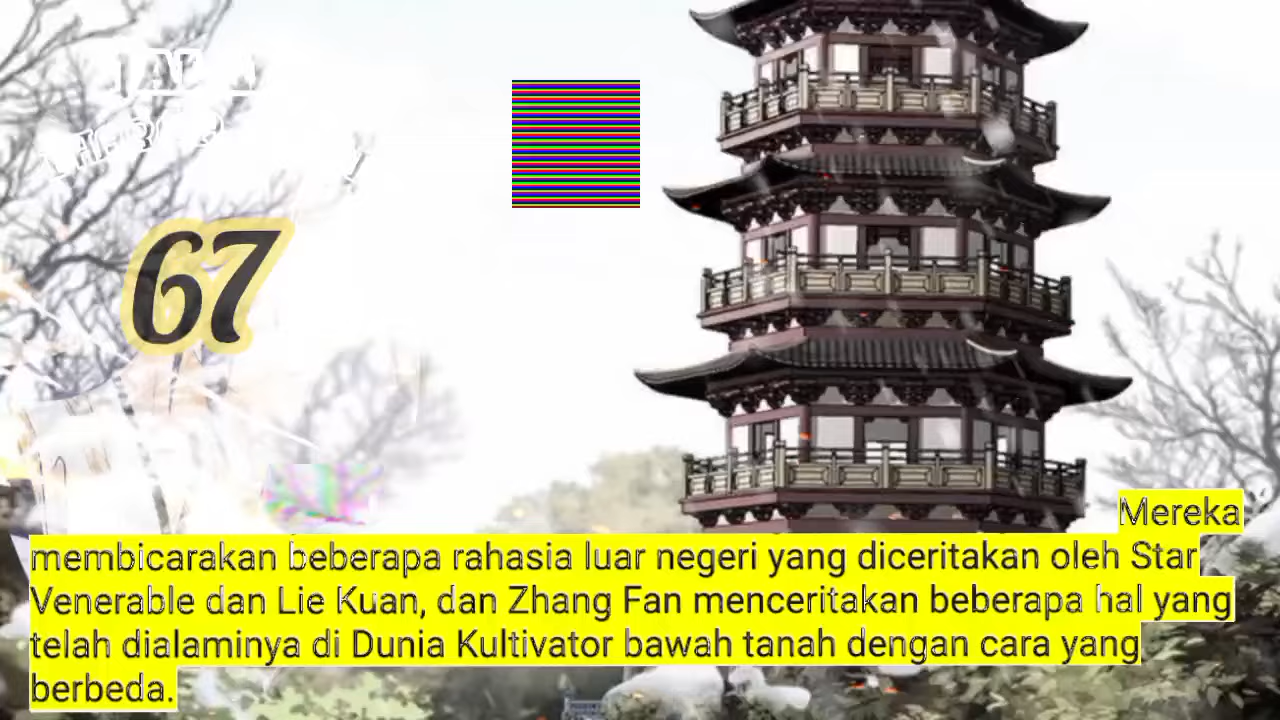 67
Mereka
membicarakan beberapa rahasia luar negeri yang diceritakan oleh Star
Venerable dan Lie Kuan, dan Zhang Fan menceritakan beberapa hal yang
telah dialaminya di Dunia Kultivator bawah tanah dengan cara yang
berbeda.